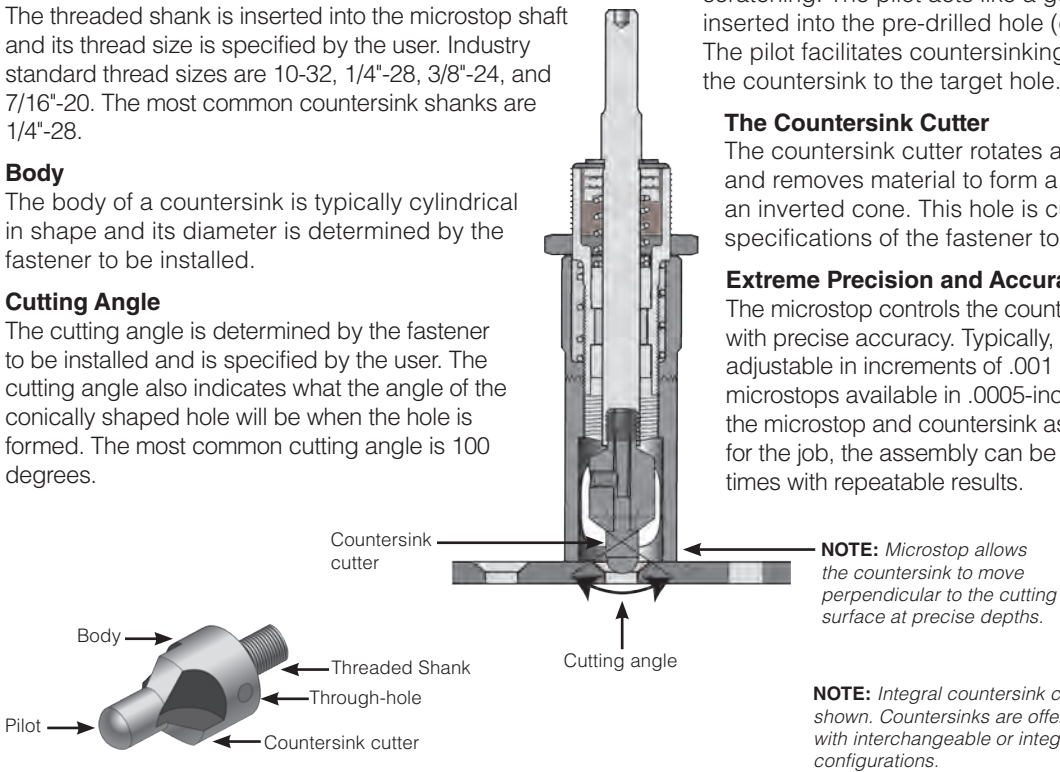 The threaded shank is inserted into the microstop shaft
and its thread size is specified by the user. Industry
standard thread sizes are 10-32, 1/4"-28, 3/8"-24, and
7/16"-20. The most common countersink shanks are
1/4"-28.
Body
The body of a countersink is typically cylindrical
in shape and its diameter is determined by the
fastener to be installed.
Cutting Angle
The cutting angle is determined by the fastener
to be installed and is specified by the user. The
cutting angle also indicates what the angle of the
conically shaped hole will be when the hole is
formed. The most common cutting angle is 100
degrees.
inserted into the pre-drilled hole
The pilot facilitates countersinking
the countersink to the target hole.
The Countersink Cutter
The countersink cutter rotates
and removes material to form a
an inverted cone. This hole is
specifications of the fastener to
Extreme Precision and
The microstop controls the
with precise accuracy. Typically,
adjustable in increments of .001
microstops available in
the microstop and countersink
for the job, the assembly can be
times with repeatable results.
Countersink
cutter
NOTE: Microstop allows
the countersink to move
perpendicular to the cutting
surface at precise depths.
Cutting angle
Body
Threaded Shank
Through-hole
Pilot
Countersink cutter
NOTE: Integral countersink
shown. Countersinks are
with interchangeable or
configurations.